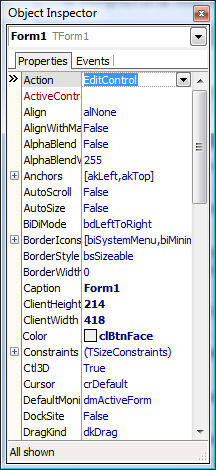 Object Inspector
Form1 TForm1
Properties Events
Action EditControl
ActiveContr
Align alNone
AlignWithMa False
AlphaBlend False
AlphaBlendV 255
Anchors [akLeft,akTop]
AutoScroll False
AutoSize False
BiDiMode bdLeftToRight
BorderIcons [biSystemMenu,biMinim
BorderStyle bsSizeable
BorderWidth 0
Caption Form1
ClientHeight 214
ClientWidth 418
Color clBtnFace
Constraints (TSizeConstraints)
Ctl3D True
Cursor crDefault
DefaultMoni dmActiveForm
DockSite False
DragKind dkDrag
All shown